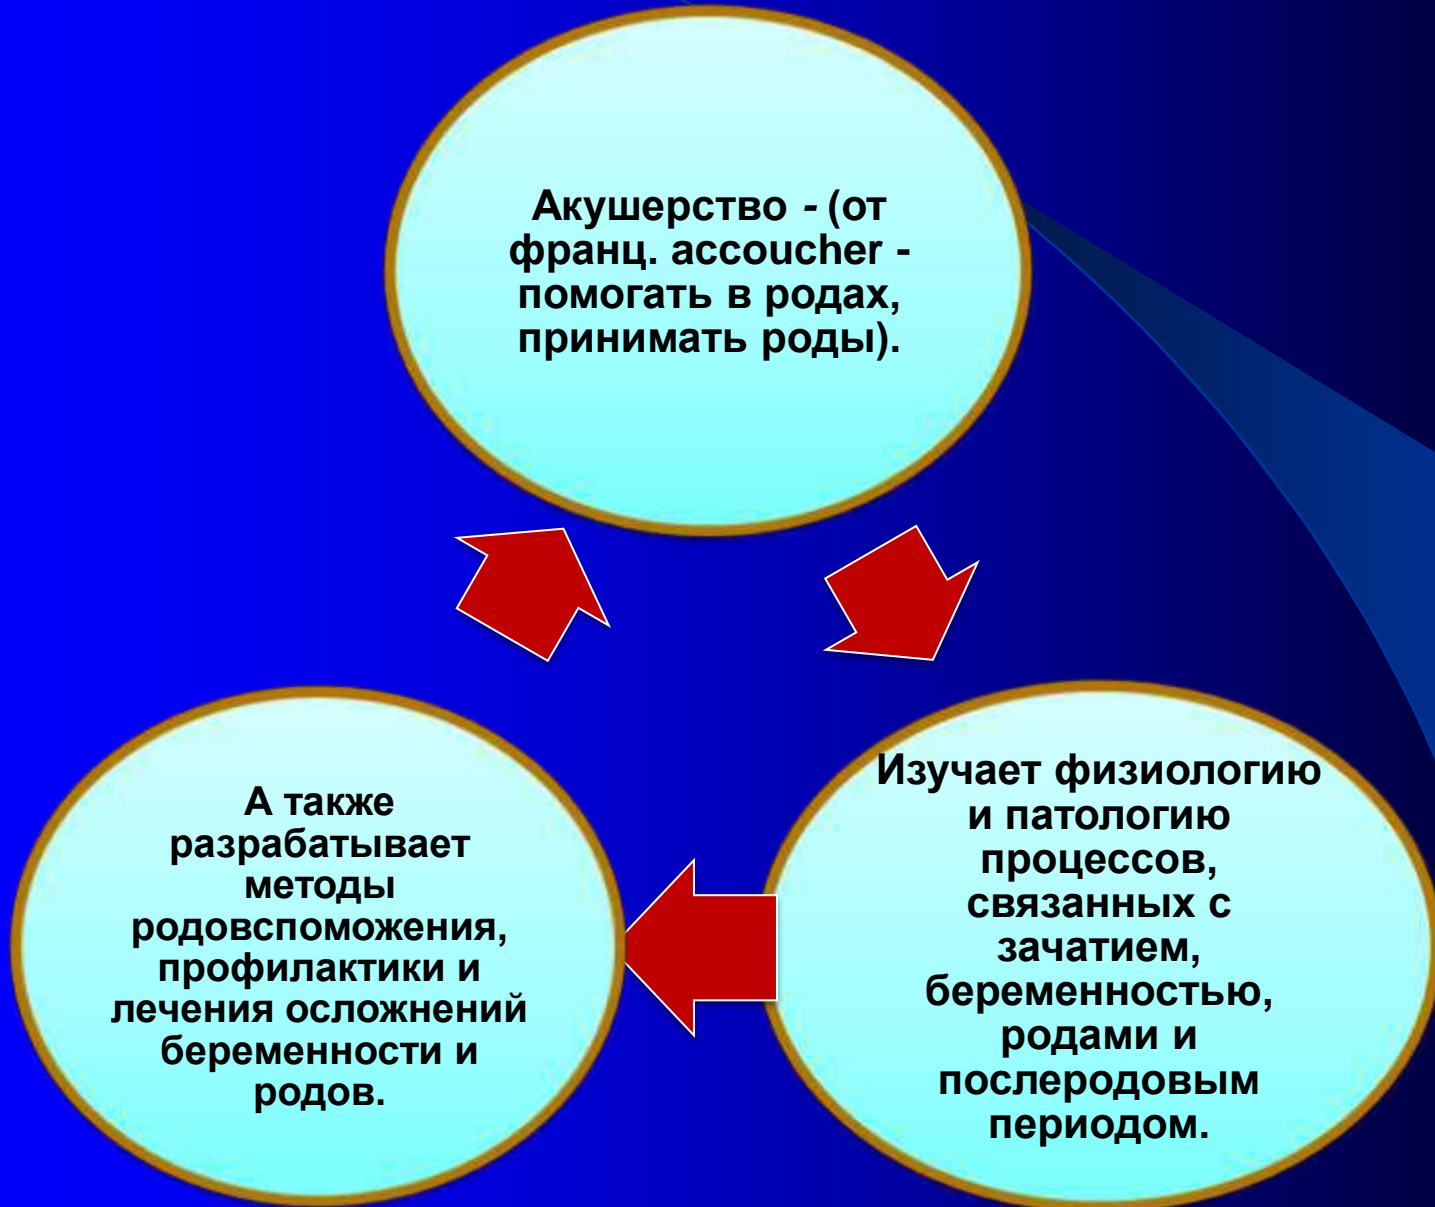 Акушерство - (от
франц. accoucher -
помогать в родах,
принимать роды).
Изучает физиологию
и патологию
процессов,
связанных с
зачатием,
беременностью,
родами и
послеродовым
периодом.
А также
разрабатывает
методы
родовспоможения,
профилактики и
лечения осложнений
беременности и
родов.